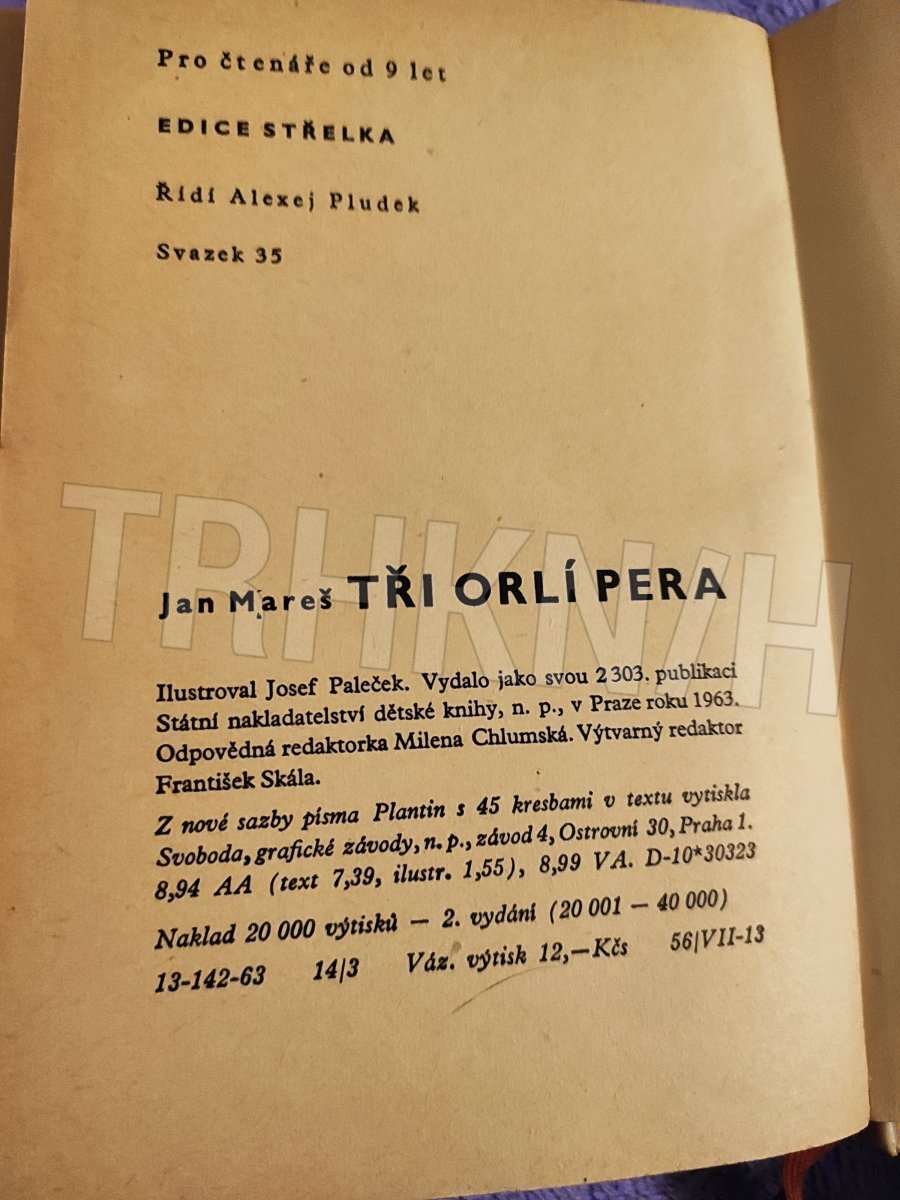 Pro čtenáře od 9 let
EDICE STŘELKA
Řídí Alexej Pludek
Svazek 35
TRHKNIH
Jan Mareš TŘI ORLÍ PERA
Ilustroval Josef Paleček. Vydalo jako svou 2 303. publikaci
Státní nakladatelství dětské knihy, n. p., v Praze roku 1963.
Odpovědná redaktorka Milena Chlumská. Výtvarný redaktor
František Skála.
Z nové sazby písma Plantin s 45 kresbami v textu vytiskla
Svoboda, grafické závody, n. p., závod 4, Ostrovní 30, Praha 1.
8,94 AA (text 7,39, ilustr. 1,55), 8,99 VA. D-10*30323
Naklad 20 000 výtisků — 2. vydání (20 001 — 40 000)
13-142-63 14|3 Váz. výtisk 12,—Kčs 56|VII-13